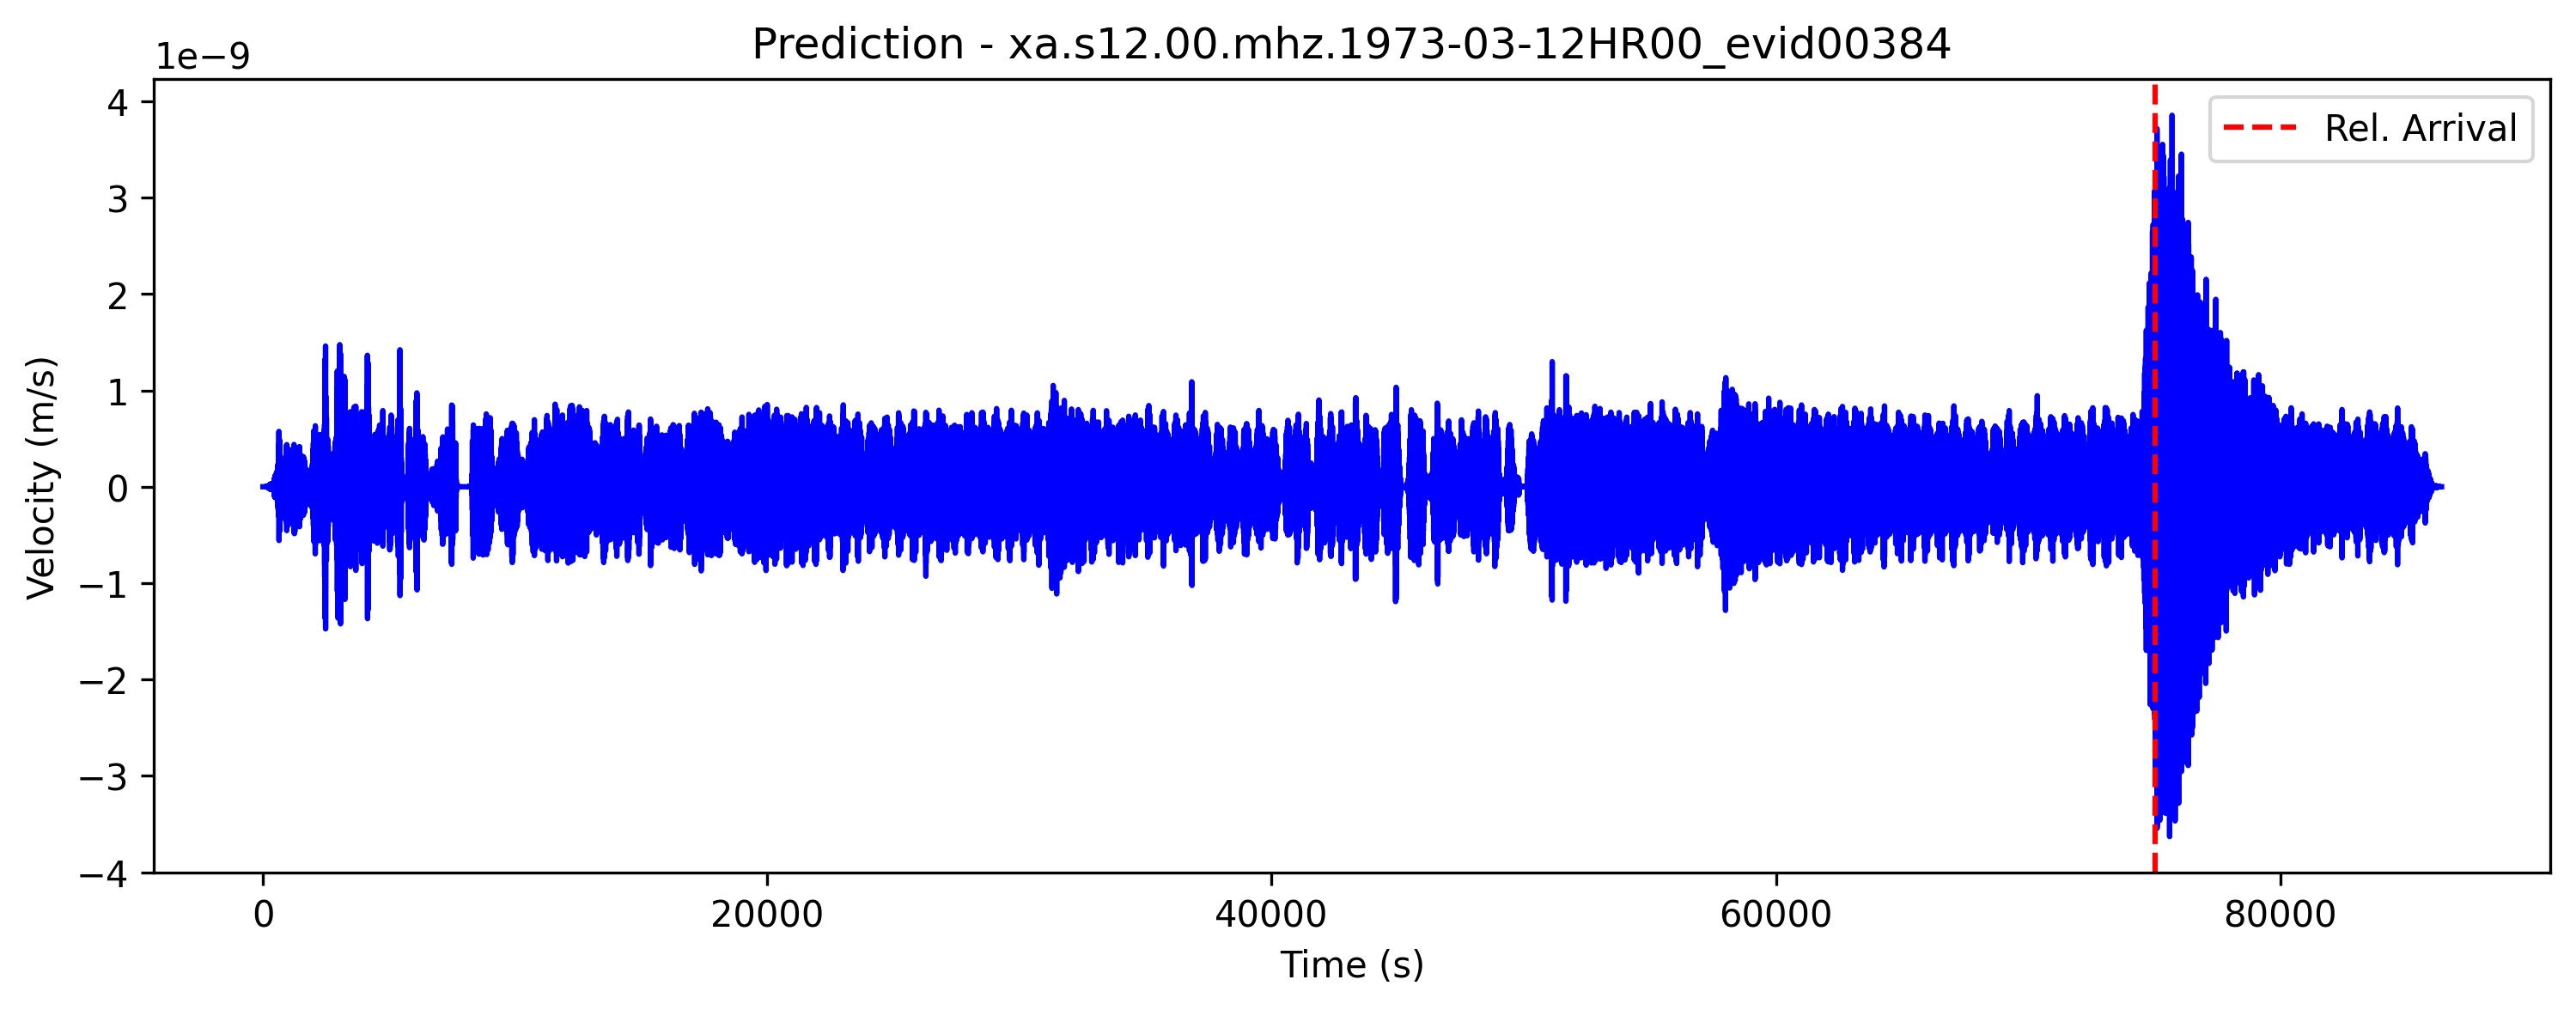 Prediction - xa.s12.00.mhz.1973-03-12HR00_evid00384
1e−9
4
3
2
1
0
−1
−2
−3
−4
Velocity (m/s)
Rel. Arrival
0 20000 40000 60000 80000
Time (s)